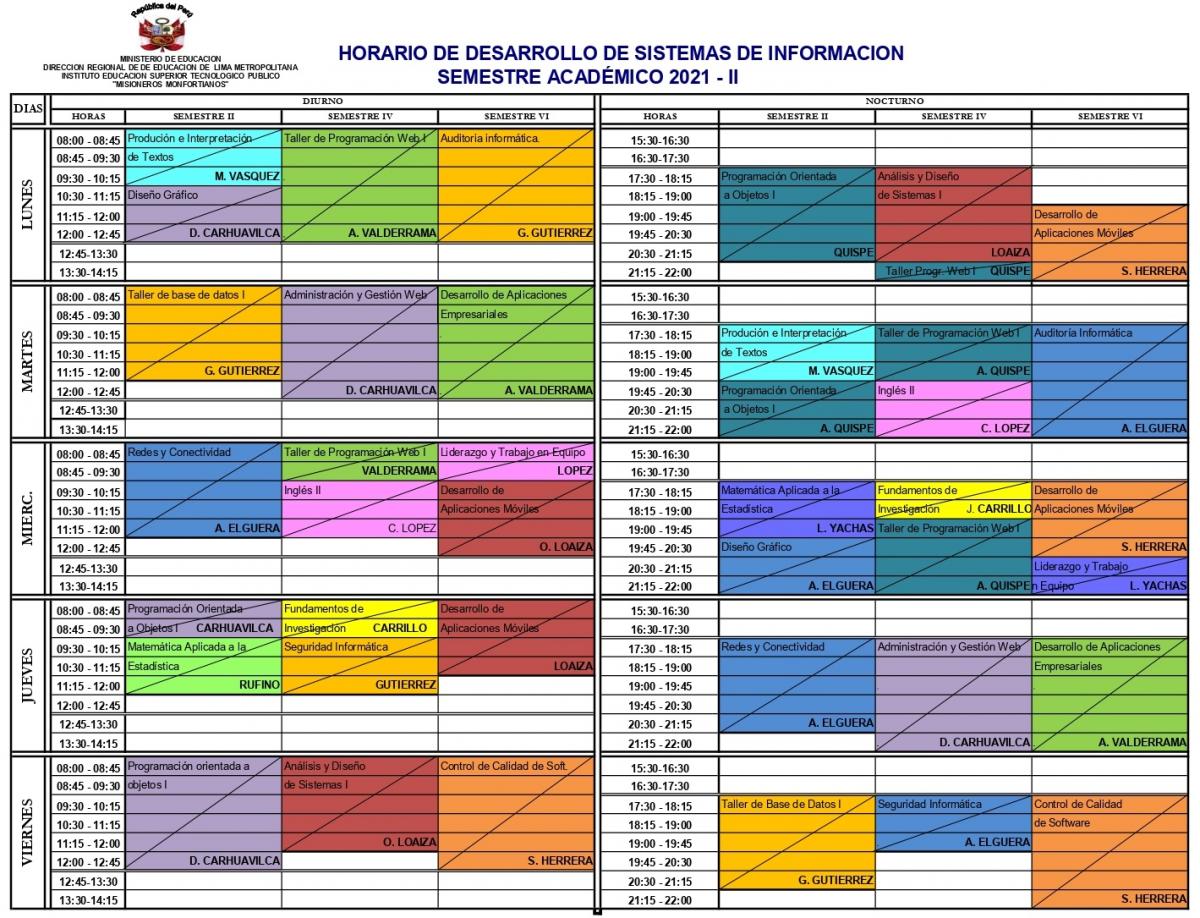 República del Perú
MINISTERIO DE EDUCACION
DIRECCION REGIONAL DE DE EDUCACION DE LIMA METROPOLITANA
INSTITUTO EDUCACION SUPERIOR TECNOLOGICO PUBLICO
"MISIONEROS MONFORTIANOS"
HORARIO DE DESARROLLO DE SISTEMAS DE INFORMACION
SEMESTRE ACADÉMICO 2021 - II
DIAS DIURNO NOCTURNO
HORAS SEMESTRE II SEMESTRE IV SEMESTRE VI HORAS SEMESTRE II SEMESTRE IV SEMESTRE VI
LUNES
08:00 - 08:45 Produción e Interpretación Taller de Programación Web I Auditoría informática. 15:30-16:30
08:45 - 09:30 de Textos 16:30-17:30
09:30 - 10:15 M. VASQUEZ 17:30 - 18:15 Programación Orientada Análisis y Diseño
10:30 - 11:15 Diseño Gráfico 18:15 - 19:00 a Objetos I de Sistemas I
11:15 - 12:00 19:00 - 19:45 Desarrollo de
12:00 - 12:45 D. CARHUAVILCA A. VALDERRAMA G. GUTIERREZ 19:45 - 20:30 Aplicaciones Móviles
12:45-13:30 20:30 - 21:15 QUISPE LOAIZA
13:30-14:15 21:15 - 22:00 Taller Progr. Web I QUISPE S. HERRERA
MARTES
08:00 - 08:45 Taller de base de datos I Administración y Gestión Web Desarrollo de Aplicaciones 15:30-16:30
08:45 - 09:30 Empresariales 16:30-17:30
09:30 - 10:15 17:30 - 18:15 Produción e Interpretación Taller de Programación Web I Auditoría Informática
10:30 - 11:15 18:15 - 19:00 de Textos
11:15 - 12:00 G. GUTIERREZ 19:00 - 19:45 M. VASQUEZ A. QUISPE
12:00 - 12:45 D. CARHUAVILCA A. VALDERRAMA 19:45 - 20:30 Programación Orientada Inglés II
12:45-13:30 20:30 - 21:15 a Objetos I
13:30-14:15 21:15 - 22:00 A. QUISPE C. LOPEZ A. ELGUERA
MIERC.
08:00 - 08:45 Redes y Conectividad Taller de Programación Web I Liderazgo y Trabajo en Equipo 15:30-16:30
08:45 - 09:30 VALDERRAMA LOPEZ 16:30-17:30
09:30 - 10:15 Inglés II Desarrollo de 17:30 - 18:15 Matemática Aplicada a la Fundamentos de Desarrollo de
10:30 - 11:15 Aplicaciones Móviles 18:15 - 19:00 Estadística Investigación J. CARRILLO Aplicaciones Móviles
11:15 - 12:00 A. ELGUERA C. LOPEZ 19:00 - 19:45 L. YACHAS Taller de Programación Web I
12:00 - 12:45 O. LOAIZA 19:45 - 20:30 Diseño Gráfico S. HERRERA
12:45-13:30 20:30 - 21:15 Liderazgo y Trabajo
13:30-14:15 21:15 - 22:00 A. ELGUERA A. QUISPE en Equipo L. YACHAS
JUEVES
08:00 - 08:45 Programación Orientada Fundamentos de Desarrollo de 15:30-16:30
08:45 - 09:30 a Objetos I CARHUAVILCA Investigación CARRILLO Aplicaciones Móviles 16:30-17:30
09:30 - 10:15 Matemática Aplicada a la Seguridad Informática 17:30 - 18:15 Redes y Conectividad Administración y Gestión Web Desarrollo de Aplicaciones
10:30 - 11:15 Estadística LOAIZA 18:15 - 19:00 Empresariales
11:15 - 12:00 RUFINO GUTIERREZ 19:00 - 19:45
12:00 - 12:45 19:45 - 20:30
12:45-13:30 20:30 - 21:15 A. ELGUERA
13:30-14:15 21:15 - 22:00 D. CARHUAVILCA A. VALDERRAMA
VIERNES
08:00 - 08:45 Programación orientada a Análisis y Diseño Control de Calidad de Soft. 15:30-16:30
08:45 - 09:30 objetos I de Sistemas I 16:30-17:30
09:30 - 10:15 17:30 - 18:15 Taller de Base de Datos I Seguridad Informática Control de Calidad
10:30 - 11:15 18:15 - 19:00 de Software
11:15 - 12:00 O. LOAIZA 19:00 - 19:45 A. ELGUERA
12:00 - 12:45 D. CARHUAVILCA S. HERRERA 19:45 - 20:30
12:45-13:30 20:30 - 21:15 G. GUTIERREZ
13:30-14:15 21:15 - 22:00 S. HERRERA